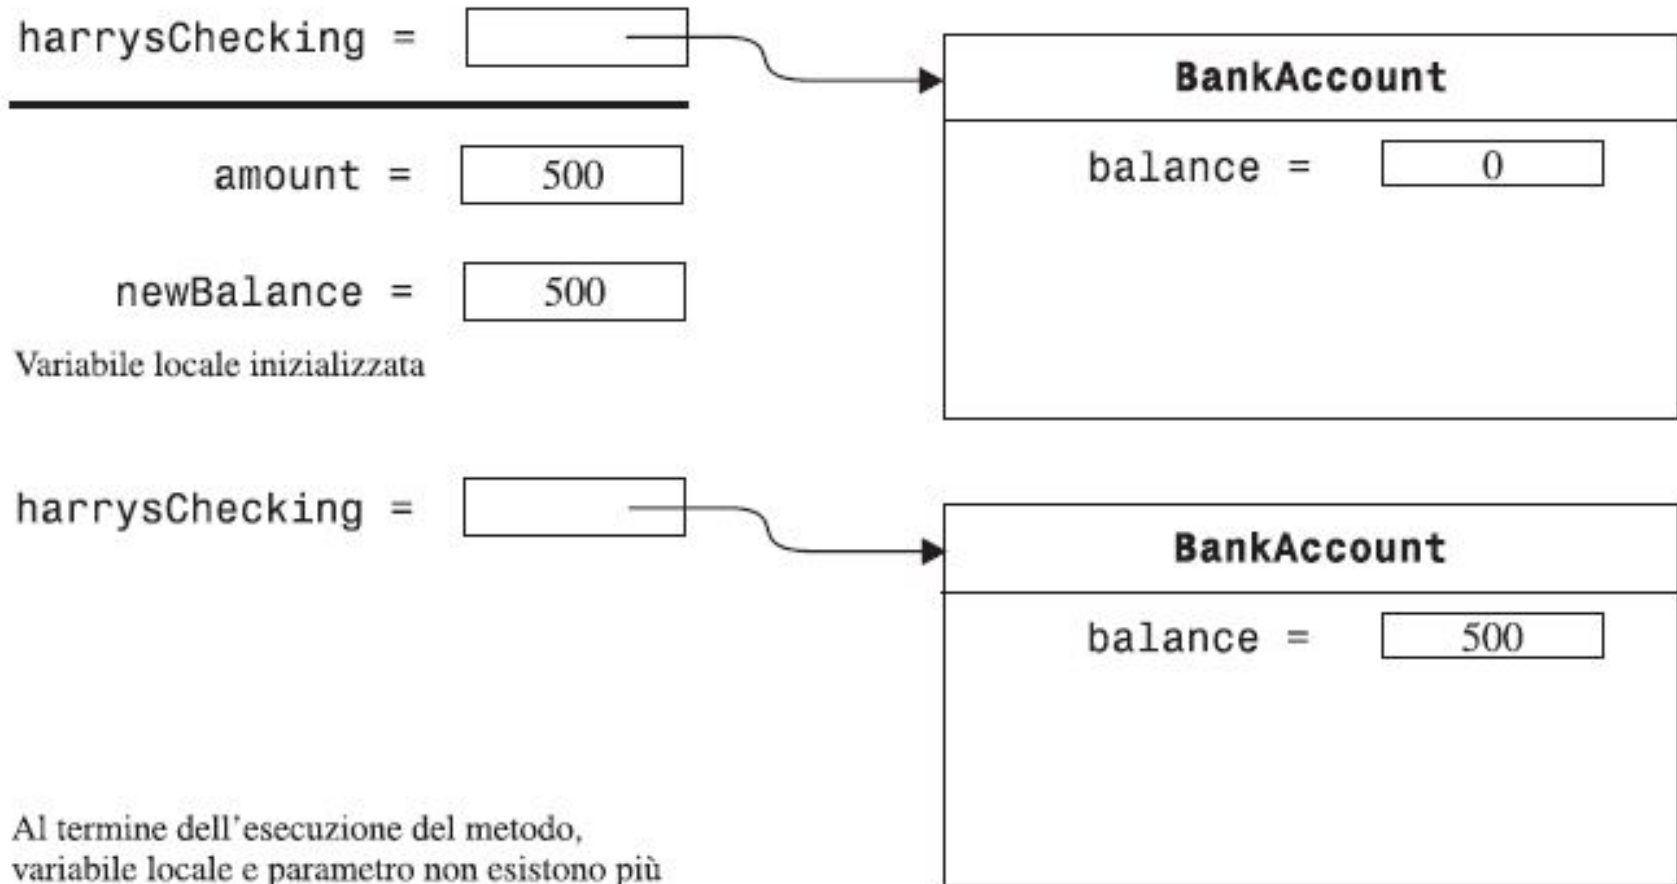 harrysChecking =
BankAccount
amount = 500
balance = 0
newBalance = 500
Variabile locale inizializzata
harrysChecking =
BankAccount
balance = 500
Al termine dell'esecuzione del metodo,
variabile locale e parametro non esistono più